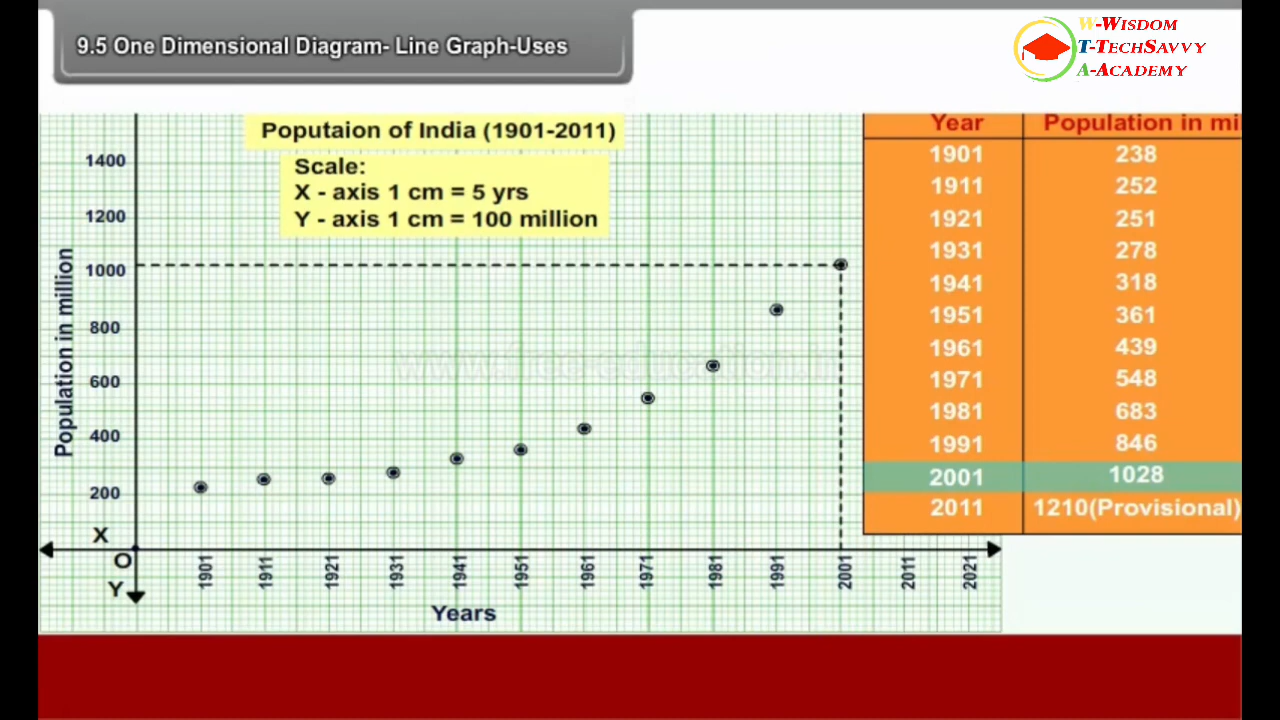 9.5 One Dimensional Diagram- Line Graph-Uses
W-Wisdom
T-TechSavvy
A-Academy
Poputaion of India (1901-2011)
Scale:
X - axis 1 cm = 5 yrs
Y - axis 1 cm = 100 million
Population in million
1400
1200
1000
800
600
400
200
X
O
Y
1901
1911
1921
1931
1941
1951
1961
1971
1981
1991
2001
2011
2021
Years
Year Population in mil
1901 238
1911 252
1921 251
1931 278
1941 318
1951 361
1961 439
1971 548
1981 683
1991 846
2001 1028
2011 1210(Provisional)